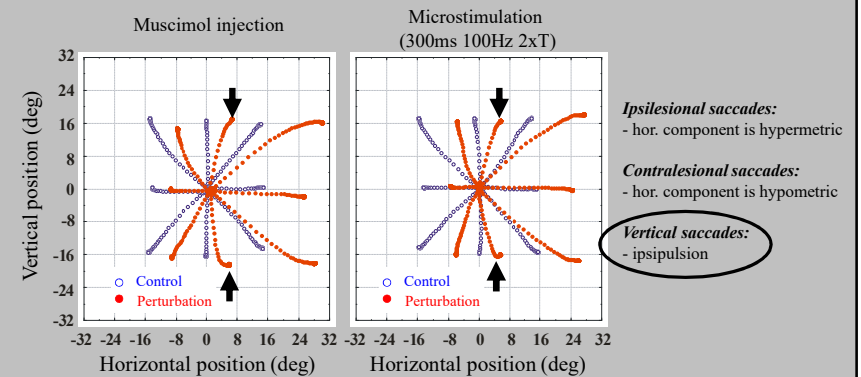 Muscimol injection
Microstimulation
(300ms 100Hz 2xT)
Vertical position (deg)
32
24
16
8
0
-8
-16
-24
-32
Control
Perturbation
-32 -24 -16 -8 0 8 16 24 32
Horizontal position (deg)
Control
Perturbation
-32 -24 -16 -8 0 8 16 24 32
Horizontal position (deg)
Ipsilesional saccades:
- hor. component is hypermetric
Contralesional saccades:
- hor. component is hypometric
Vertical saccades:
- ipsipulsion